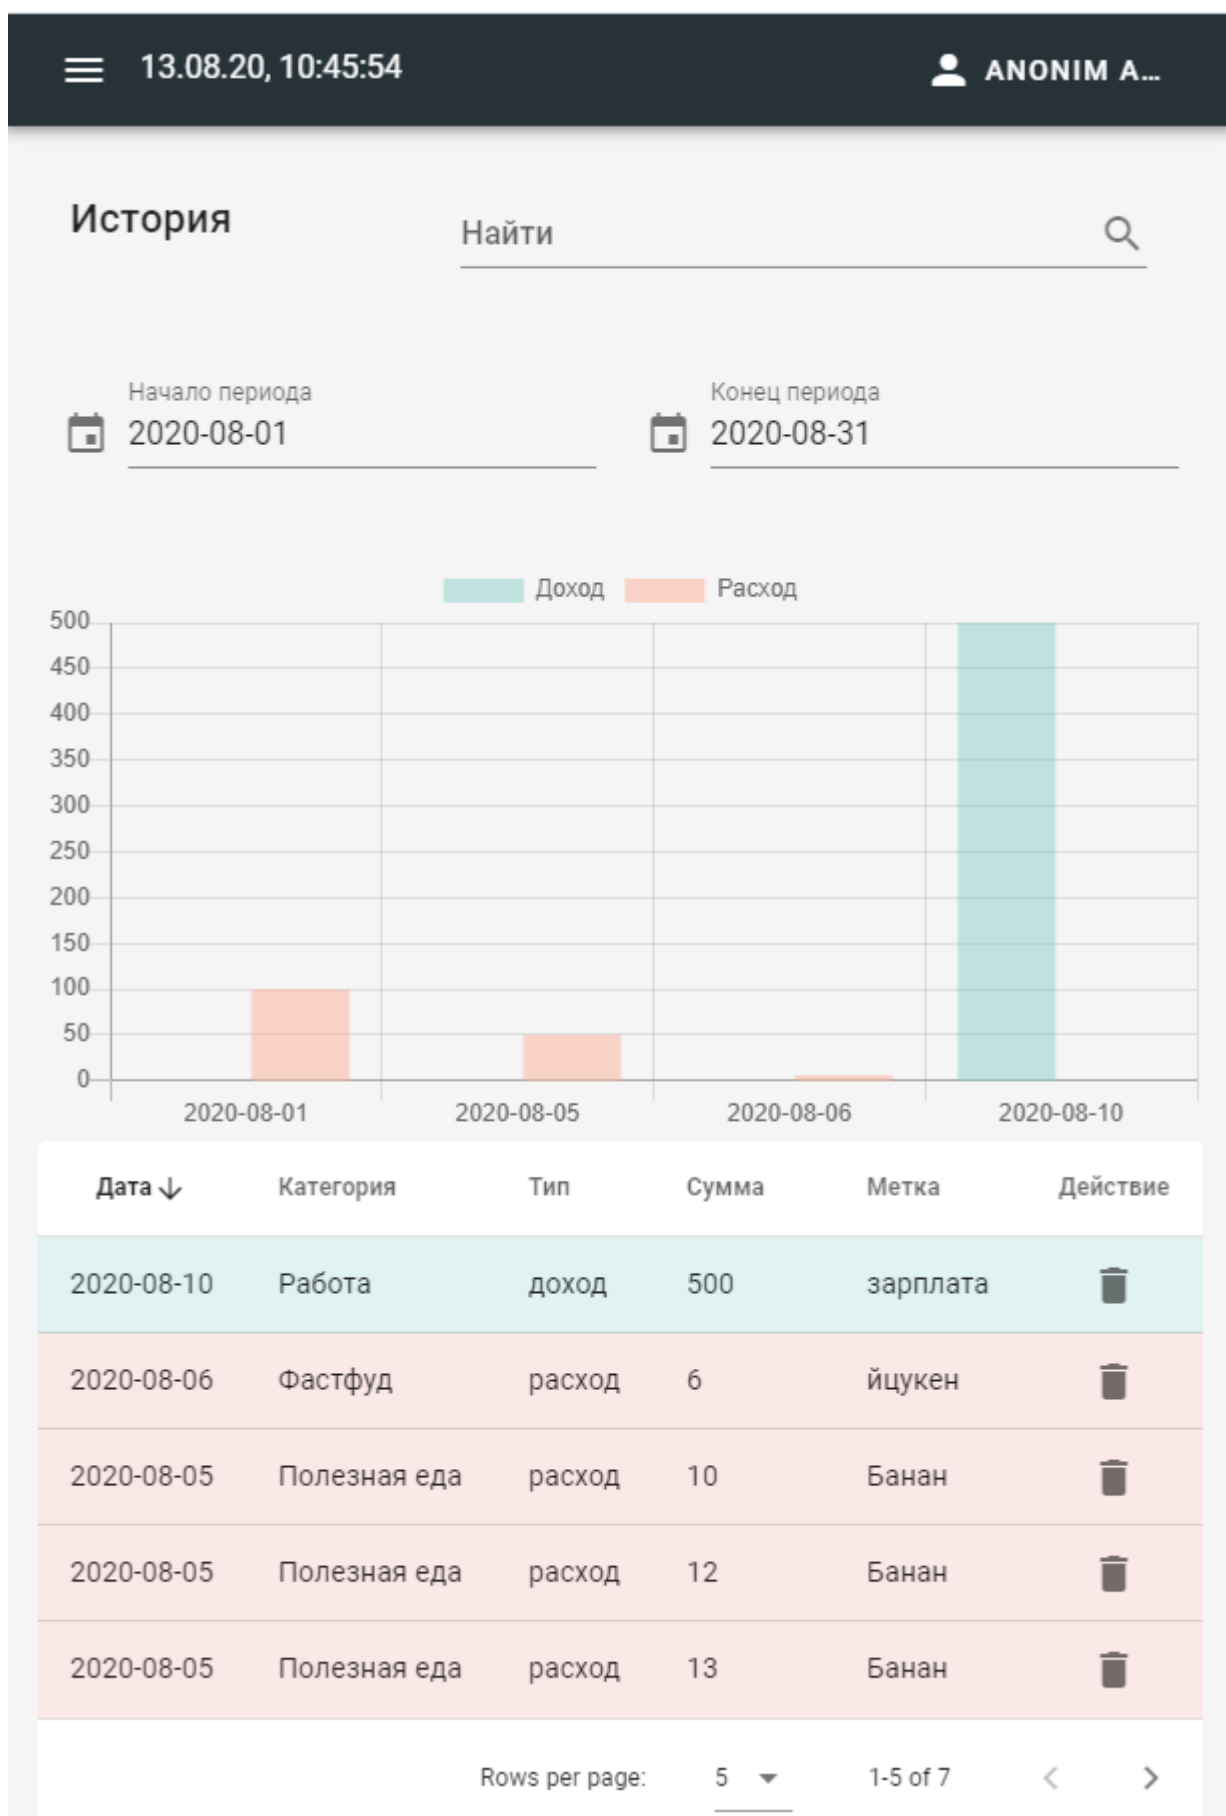 13.08.20, 10:45:54 ANONIM A...
История Найти
Начало периода Конец периода
2020-08-01 2020-08-31
Доход Расход
500
450
400
350
300
250
200
150
100
50
0
2020-08-01 2020-08-05 2020-08-06 2020-08-10
Дата Категория Тип Сумма Метка Действие
2020-08-10 Работа доход 500 зарплата
2020-08-06 Фастфуд расход 6 йцукен
2020-08-05 Полезная еда расход 10 Банан
2020-08-05 Полезная еда расход 12 Банан
2020-08-05 Полезная еда расход 13 Банан
Rows per page: 5 1-5 of 7